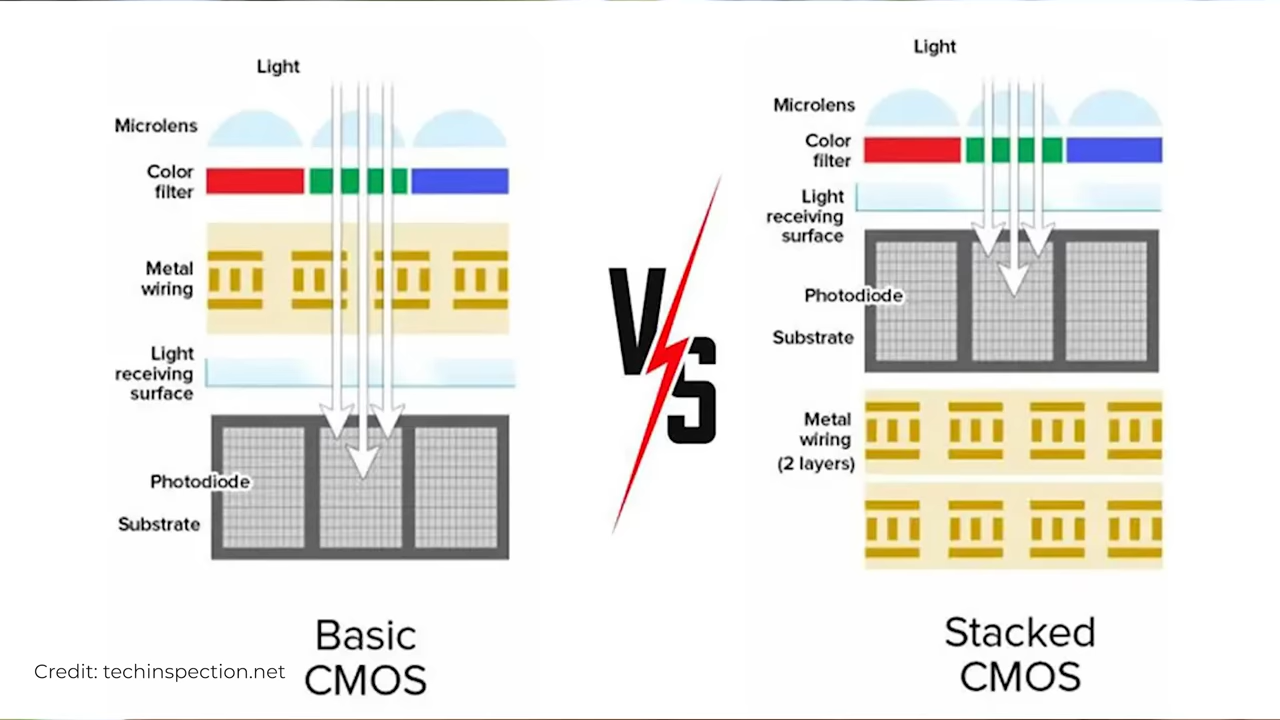 Light
Microlens
Color
filter
Metal
wiring
Light
receiving
surface
Photodiode
Substrate
Basic
CMOS
VS
Light
Microlens
Color
filter
Light
receiving
surface
Photodiode
Substrate
Metal
wiring
(2 layers)
Stacked
CMOS
Credit: techinspection.net